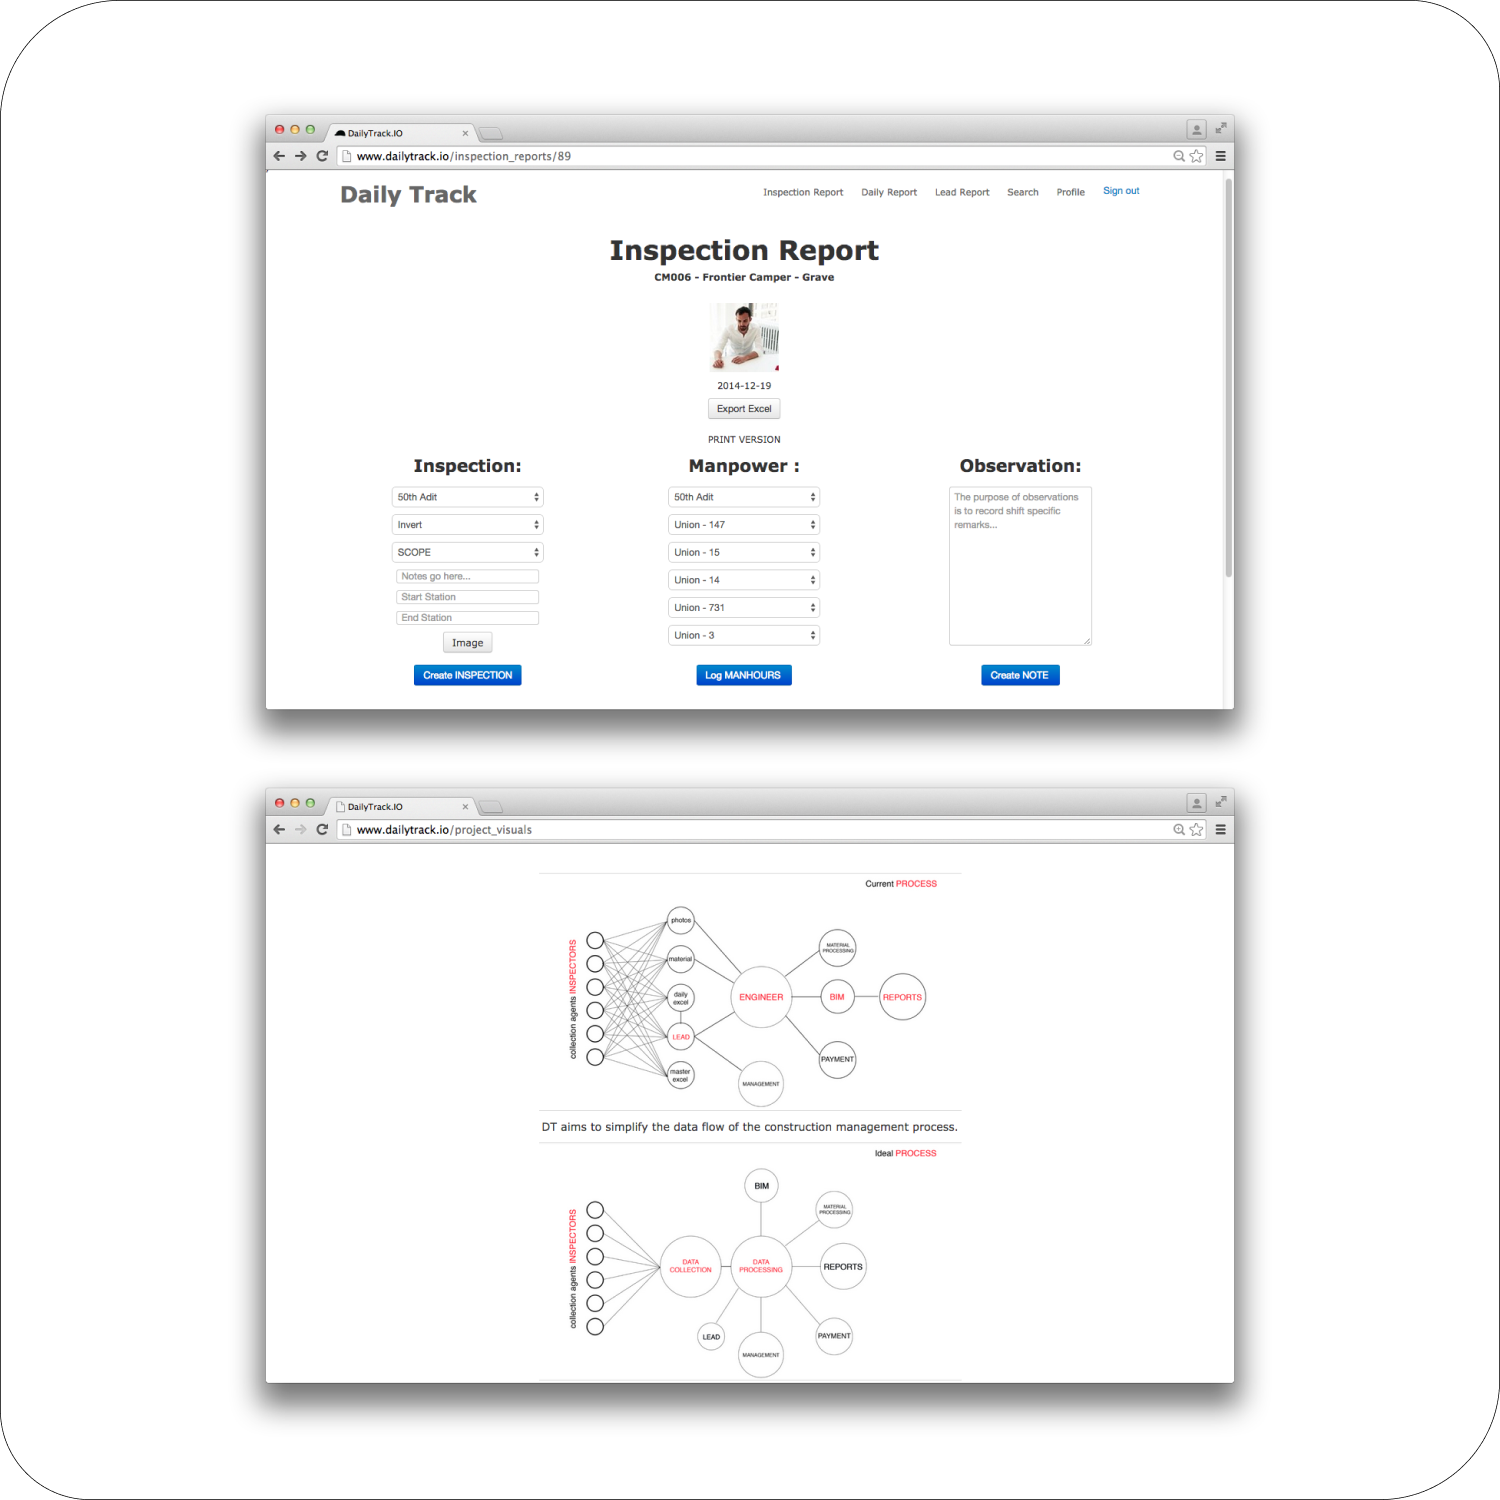 DailyTrack.IO
www.dailytrack.io/inspection_reports/89
Daily Track
Inspection Report
Daily Report
Lead Report
Search
Profile
Sign out
Inspection Report
CM006 - Frontier Camper - Grave
2014-12-19
Export Excel
PRINT VERSION
Inspection:
50th Adit
Invert
SCOPE
Notes go here...
Start Station
End Station
Image
Create INSPECTION
Manpower :
50th Adit
Union - 147
Union - 15
Union - 14
Union - 731
Union - 3
Log MANHOURS
Observation:
The purpose of observations
is to record shift specific
remarks...
Create NOTE
DailyTrack.IO
www.dailytrack.io/project_visuals
Current PROCESS
collection agents INSPECTORS
photos
material
daily
excel
LEAD
master
excel
ENGINEER
MANAGEMENT
MATERIAL
PROCESSING
BIM
PAYMENT
REPORTS
DT aims to simplify the data flow of the construction management process.
Ideal PROCESS
collection agents INSPECTORS
DATA
COLLECTION
DATA
PROCESSING
BIM
MATERIAL
PROCESSING
REPORTS
PAYMENT
MANAGEMENT
LEAD